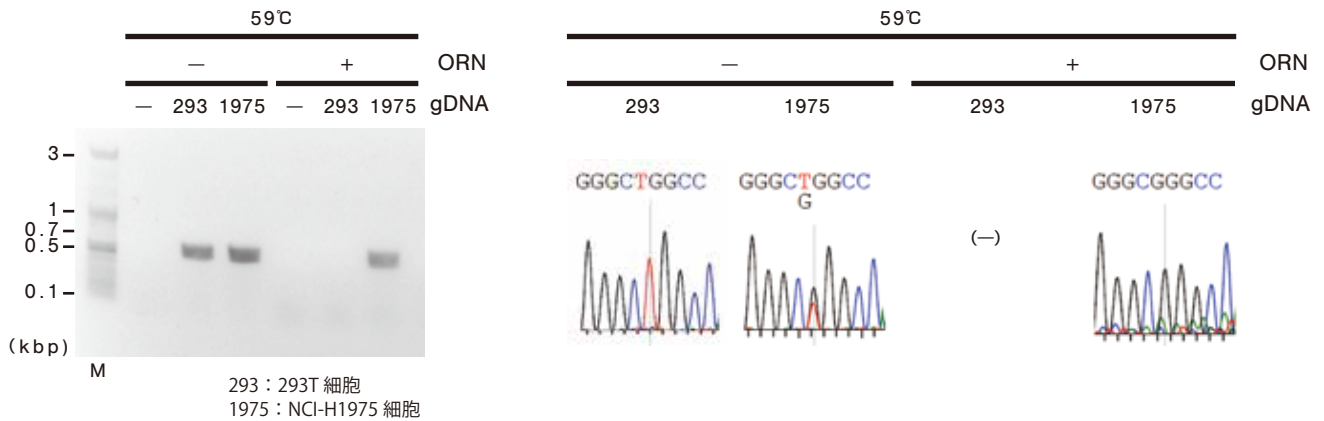 59℃
— + ORN
— 293 1975 — 293 1975 gDNA
3
1
0.7
0.5
0.1
(kbp)
M
293：293T 細胞
1975：NCI-H1975 細胞
59℃
— + ORN
293 1975 293 1975 gDNA
GGGCTGGCC GGGCTGGCC GGGCGGGCC
G
(—)